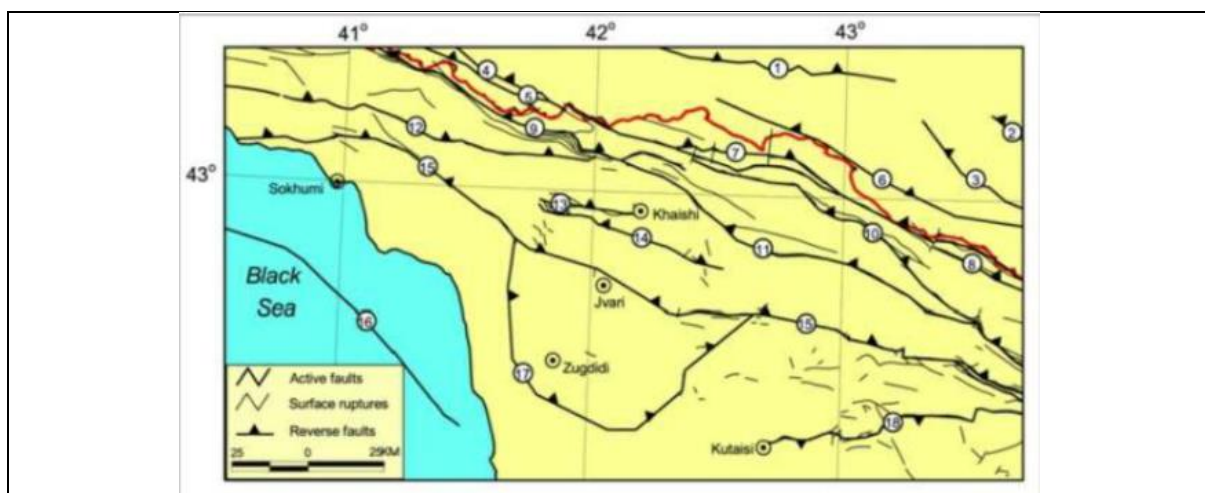 41° 42° 43°
1
4
5
2
12
9
7
15
6
3
43°
Sokhumi
13
Khaishi
14
10
11
8
Black
Sea
Jvari
16
15
17
Zugdidi
Active faults
Surface ruptures
18
Reverse faults
Kutaisi
25 0 25KM